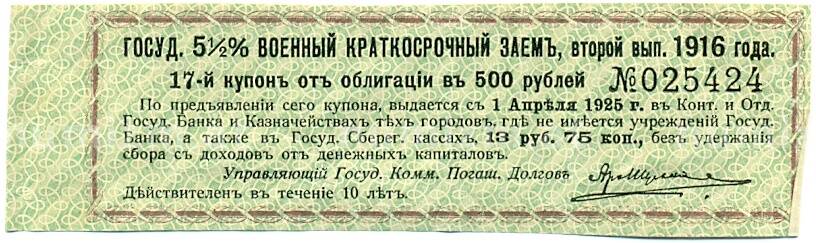 ГОСУД. 5½% ВОЕННЫЙ КРАТКОСРОЧНЫЙ ЗАЕМЪ, ВТОРОЙ ВЫП. 1916 ГОДА.
17-й купонъ отъ облигаціи въ 500 рублей №025424
По предъявленіи сего купона, выдается съ 1 Апрѣля 1925 г. въ Конт. и Отд.
Госуд. Банка и Казначействахъ тѣхъ городовъ, гдѣ не имѣется учрежденій Госуд.
Банка, а также въ Госуд. Сберег. кассахъ, 13 руб. 75 коп., безъ удержанія
сбора съ доходовъ отъ денежныхъ капиталовъ.
Управляющій Госуд. Комм. Погаш. Долговъ
Дѣйствителенъ въ теченіе 10 лѣтъ.